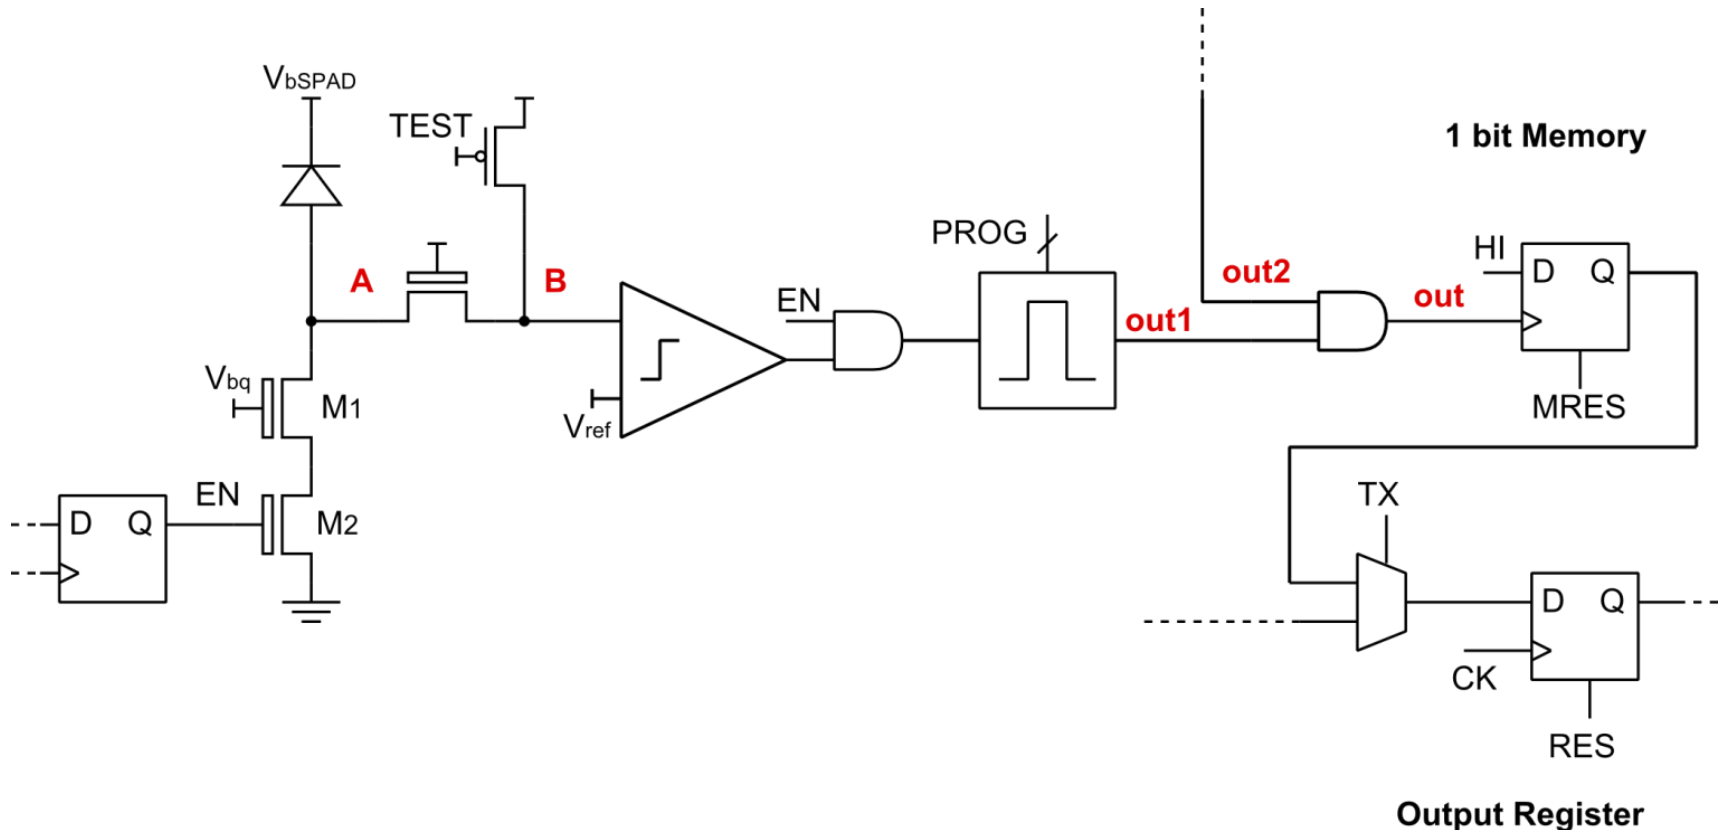 VbSPAD
TEST
1 bit Memory
PROG
HI
D Q
A
B
EN
out2
out
out1
Vbq
M1
Vref
MRES
EN
M2
D Q
TX
D Q
CK
RES
Output Register